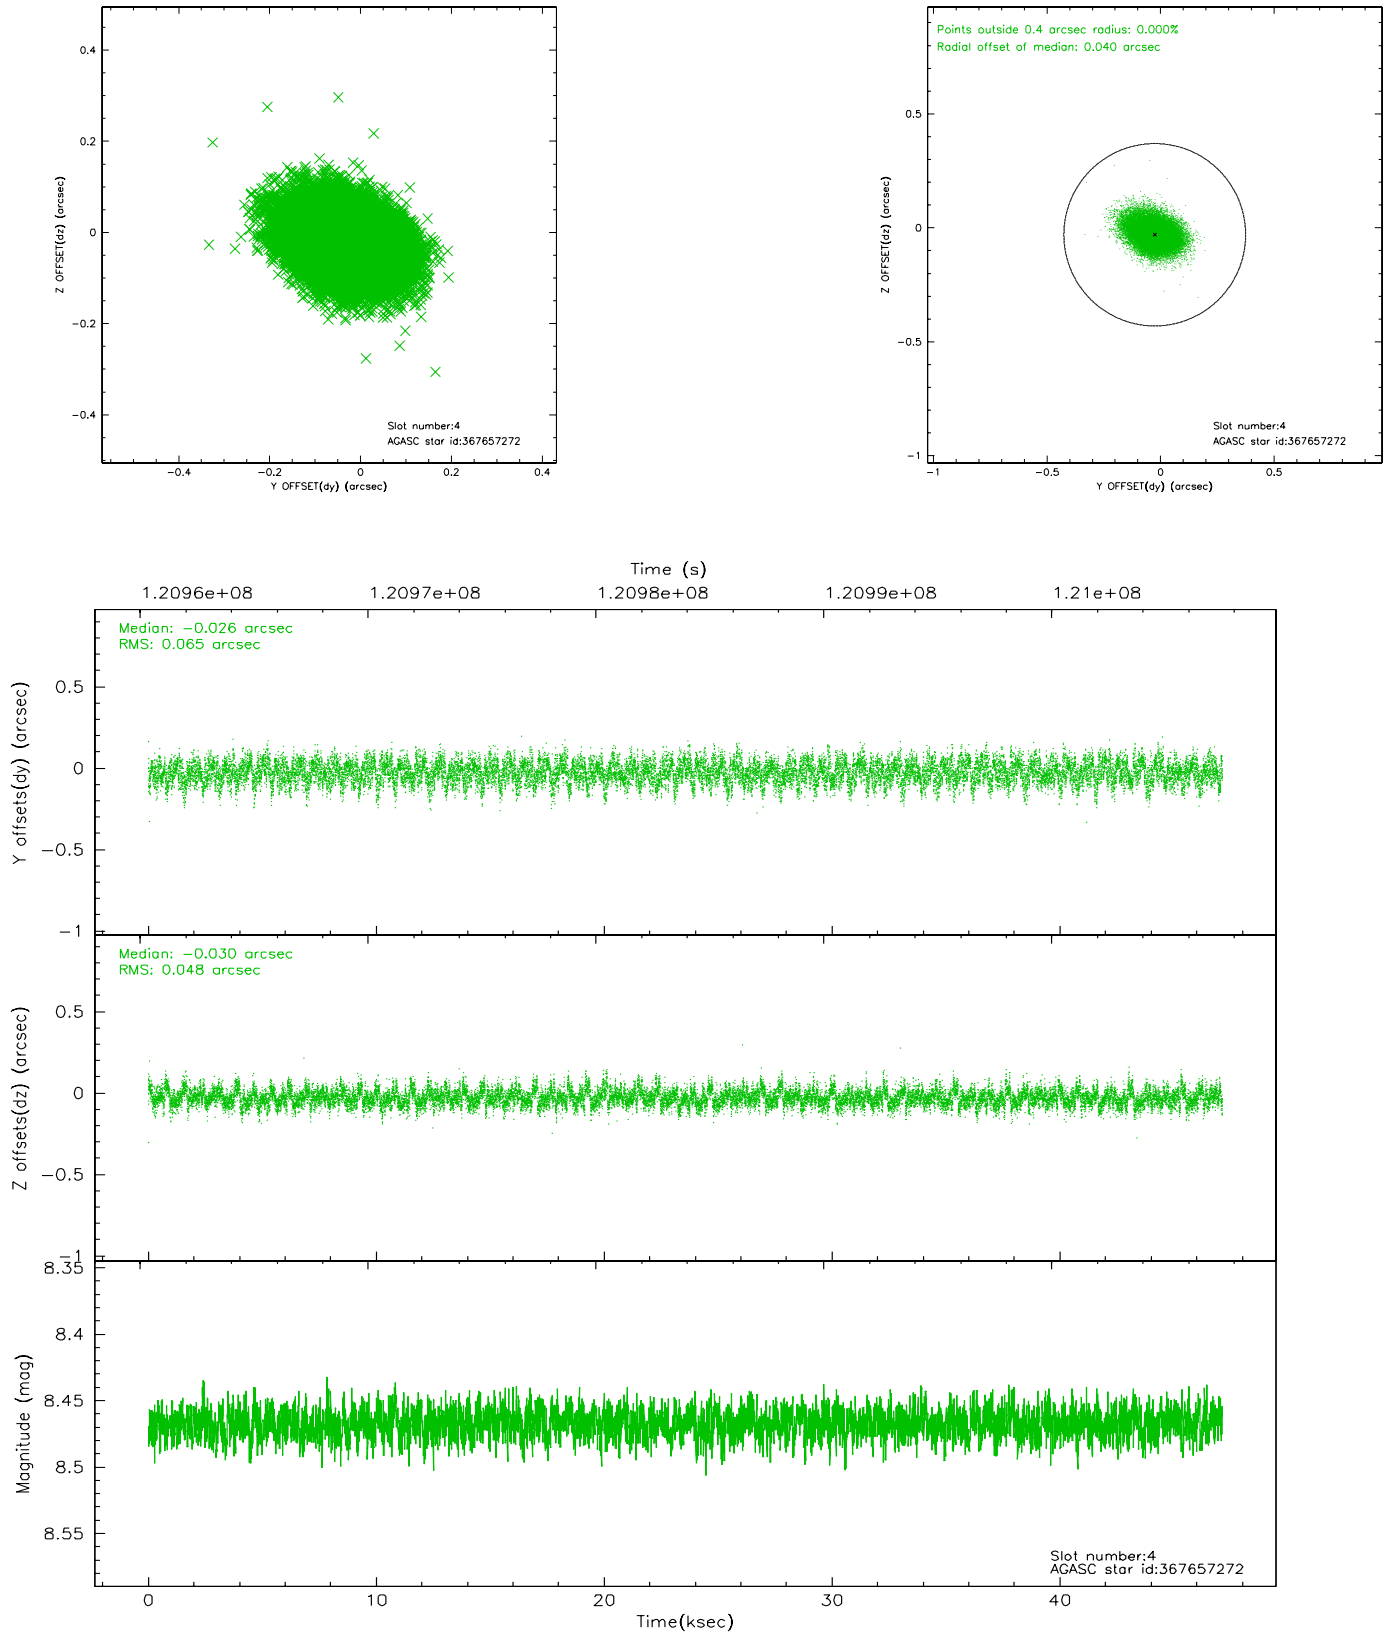 0.4
0.2
0
−0.2
−0.4
Z OFFSET(dz) (arcsec)
Slot number:4
AGASC star id:367657272
−0.4 −0.2 0 0.2 0.4
Y OFFSET(dy) (arcsec)
Points outside 0.4 arcsec radius: 0.000%
Radial offset of median: 0.040 arcsec
0.5
0
−0.5
−1
Z OFFSET(dz) (arcsec)
Slot number:4
AGASC star id:367657272
−1 −0.5 0 0.5
Y OFFSET(dy) (arcsec)
Time (s)
1.2096e+08 1.2097e+08 1.2098e+08 1.2099e+08 1.21e+08
Median: −0.026 arcsec
RMS: 0.065 arcsec
0.5
0
−0.5
−1
Y offsets(dy) (arcsec)
Median: −0.030 arcsec
RMS: 0.048 arcsec
0.5
0
−0.5
−1
Z offsets(dz) (arcsec)
8.35
8.4
8.45
8.5
8.55
Magnitude (mag)
Slot number:4
AGASC star id:367657272
0 10 20 30 40
Time(ksec)